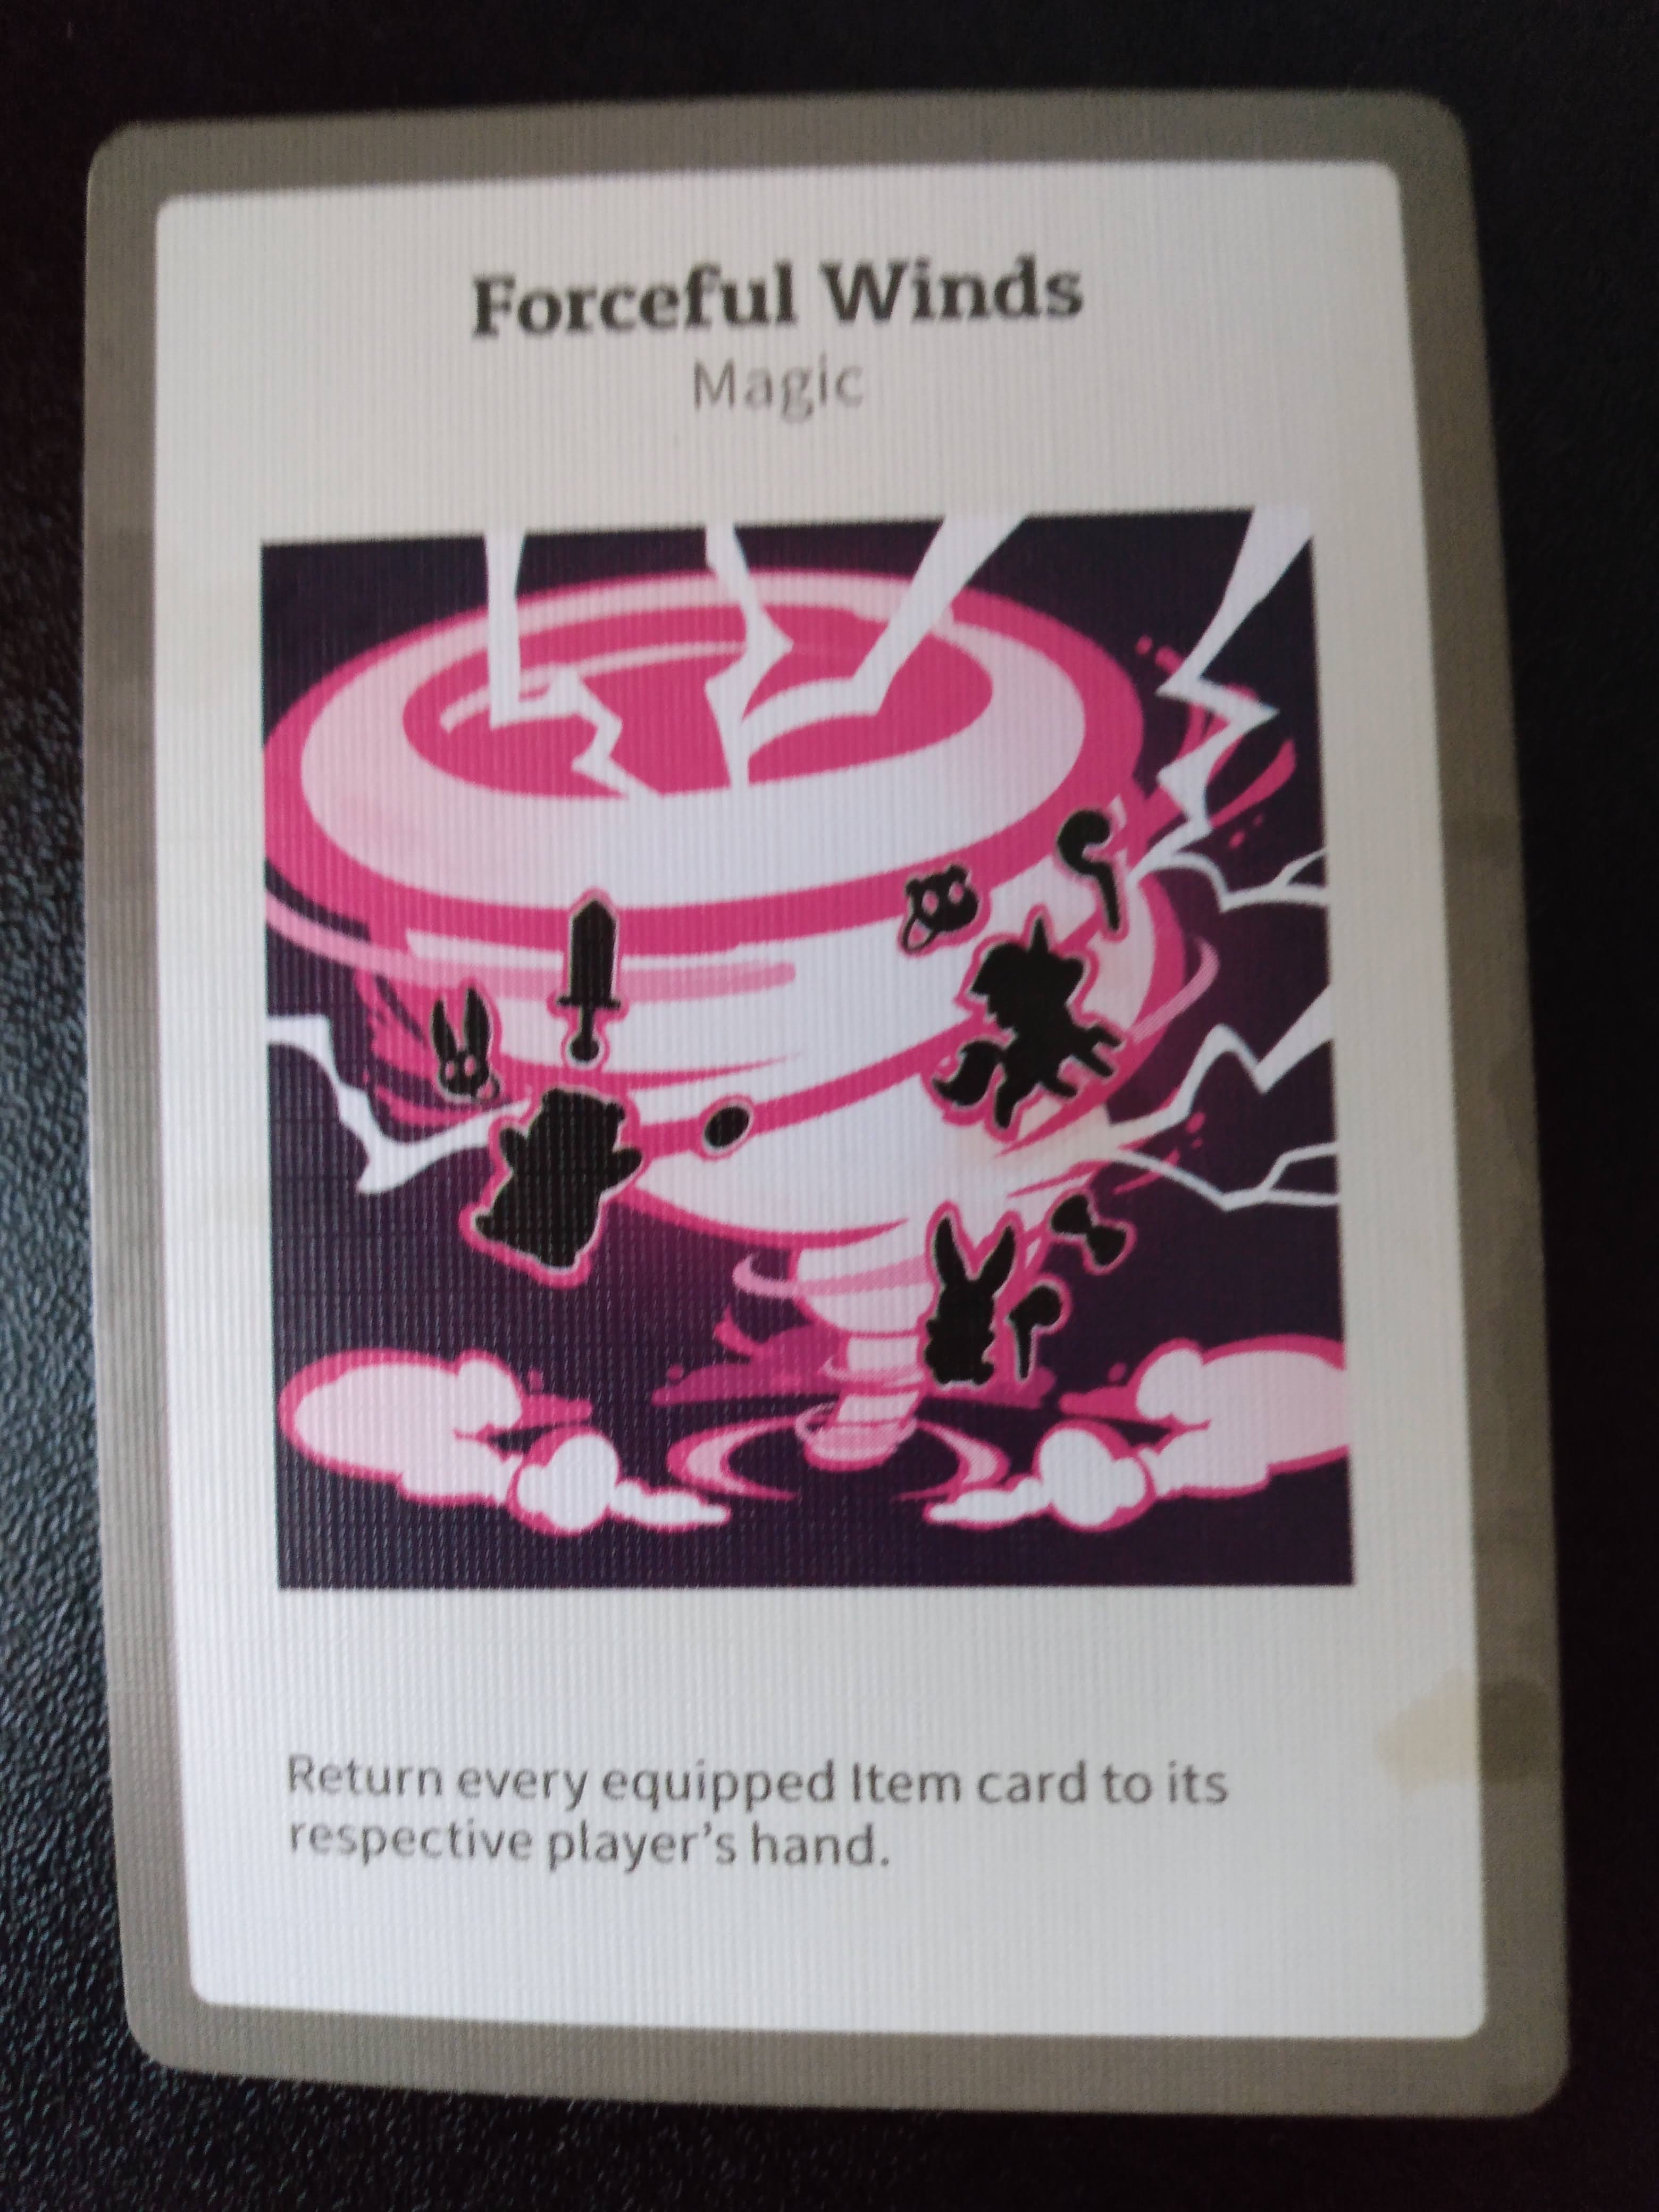 Forceful Winds
Magic
Return every equipped Item card to its
respective player's hand.